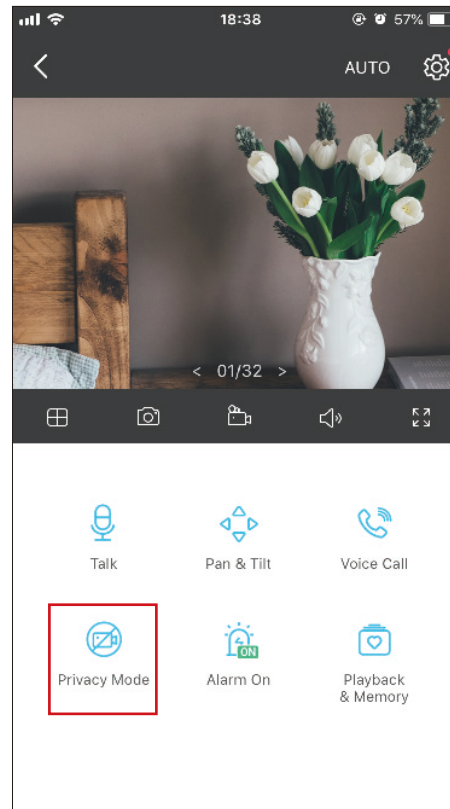 18:38
57%
AUTO
< 01/32 >
Talk
Pan & Tilt
Voice Call
ON
Privacy Mode
Alarm On
Playback
& Memory